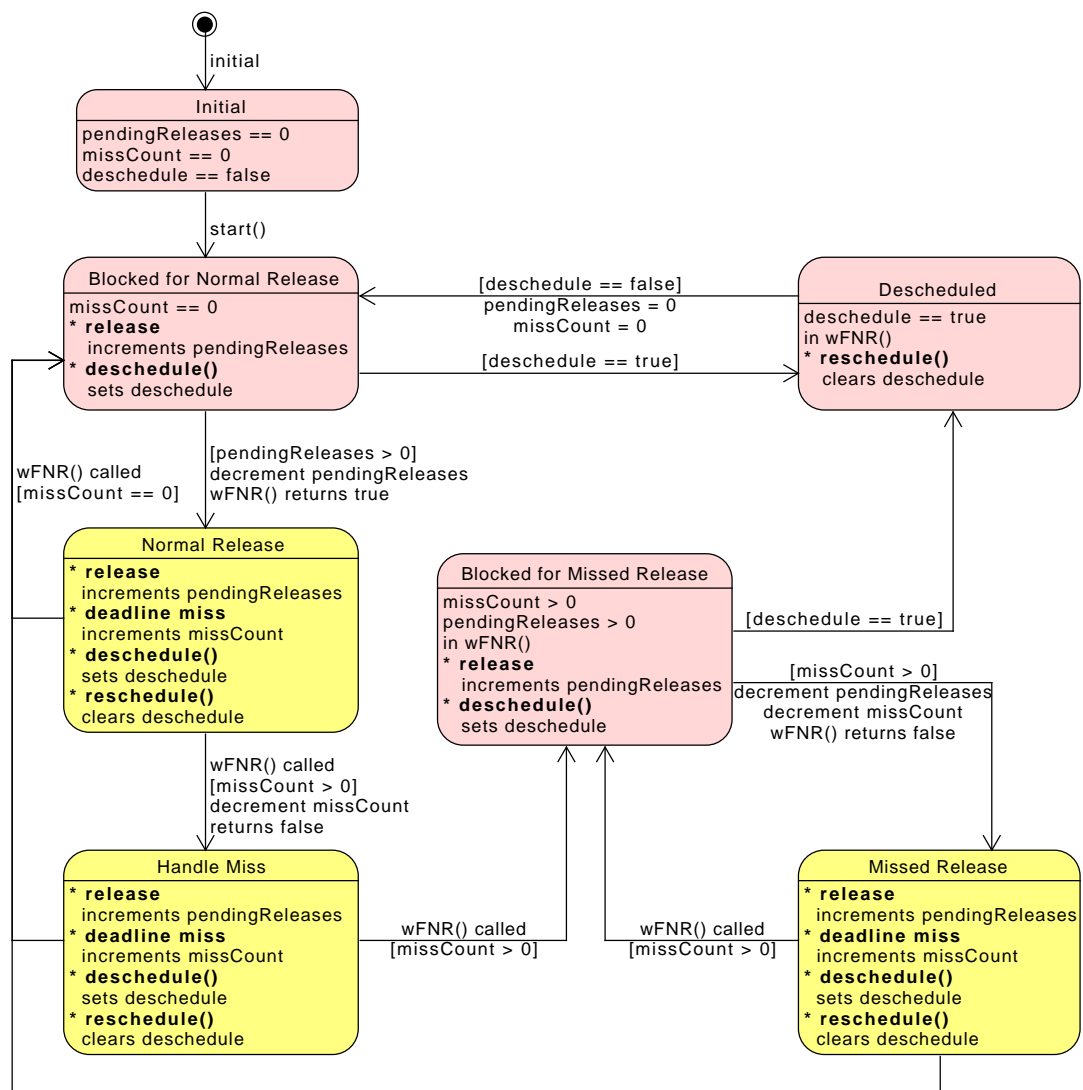 initial
Initial
pendingReleases == 0
missCount == 0
deschedule == false
start()
Blocked for Normal Release
missCount == 0
* release
increments pendingReleases
* deschedule()
sets deschedule
[deschedule == false]
pendingReleases = 0
missCount = 0
[deschedule == true]
Descheduled
deschedule == true
in wFNR()
* reschedule()
clears deschedule
wFNR() called
[missCount == 0]
[pendingReleases > 0]
decrement pendingReleases
wFNR() returns true
Normal Release
* release
increments pendingReleases
* deadline miss
increments missCount
* deschedule()
sets deschedule
* reschedule()
clears deschedule
Blocked for Missed Release
missCount > 0
pendingReleases > 0
in wFNR()
* release
increments pendingReleases
* deschedule()
sets deschedule
[deschedule == true]
[missCount > 0]
decrement pendingReleases
decrement missCount
wFNR() returns false
wFNR() called
[missCount > 0]
decrement missCount
returns false
Handle Miss
* release
increments pendingReleases
* deadline miss
increments missCount
* deschedule()
sets deschedule
* reschedule()
clears deschedule
wFNR() called
[missCount > 0]
wFNR() called
[missCount > 0]
Missed Release
* release
increments pendingReleases
* deadline miss
increments missCount
* deschedule()
sets deschedule
* reschedule()
clears deschedule